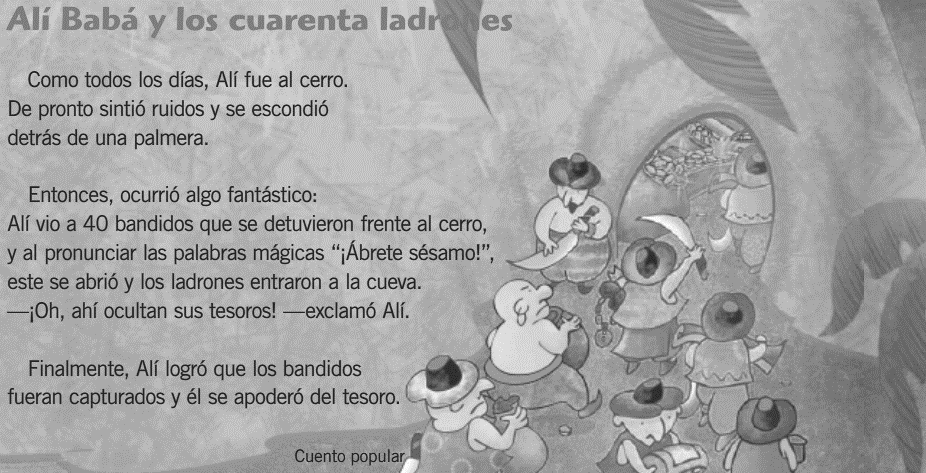 Alí Babá y los cuarenta ladrones
Como todos los días, Alí fue al cerro.
De pronto sintió ruidos y se escondió
detrás de una palmera.
Entonces, ocurrió algo fantástico:
Alí vio a 40 bandidos que se detuvieron frente al cerro,
y al pronunciar las palabras mágicas “¡Ábrete sésamo!”,
este se abrió y los ladrones entraron a la cueva.
—¡Oh, ahí ocultan sus tesoros! —exclamó Alí.
Finalmente, Alí logró que los bandidos
fueran capturados y él se apoderó del tesoro.
Cuento popular